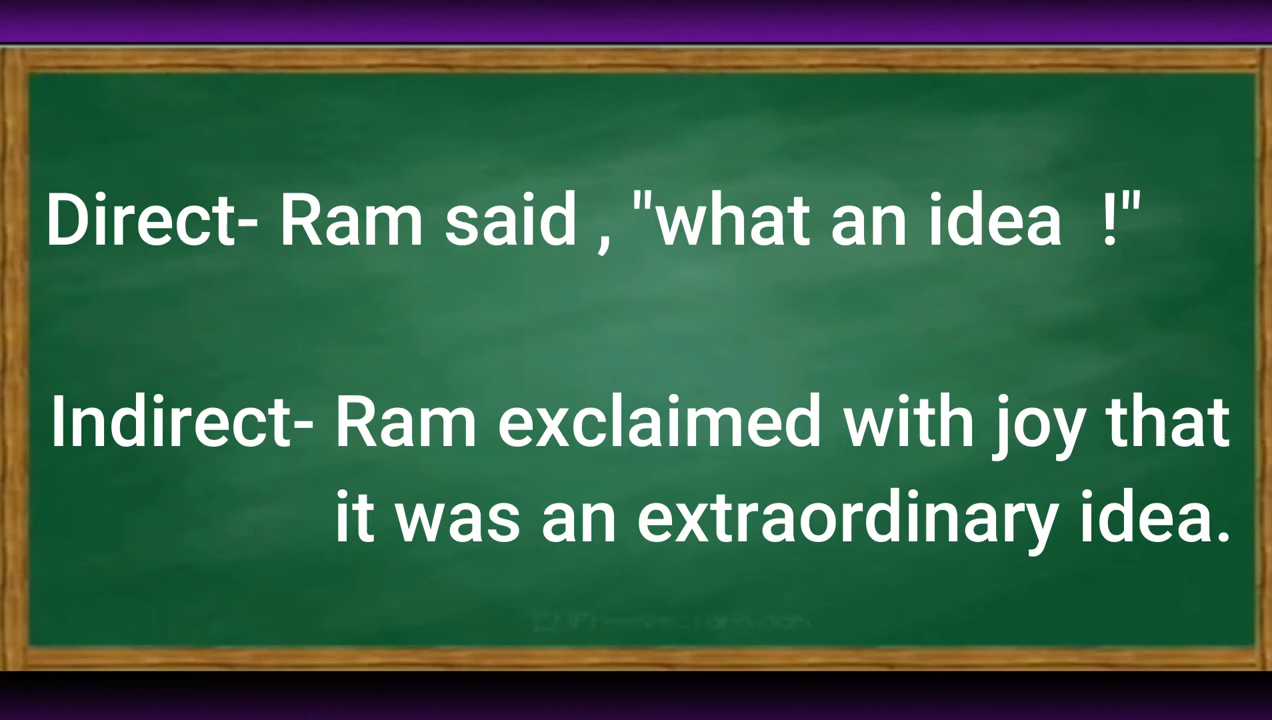 Direct- Ram said , "what an idea  !"
Indirect- Ram exclaimed with joy that
it was an extraordinary idea.